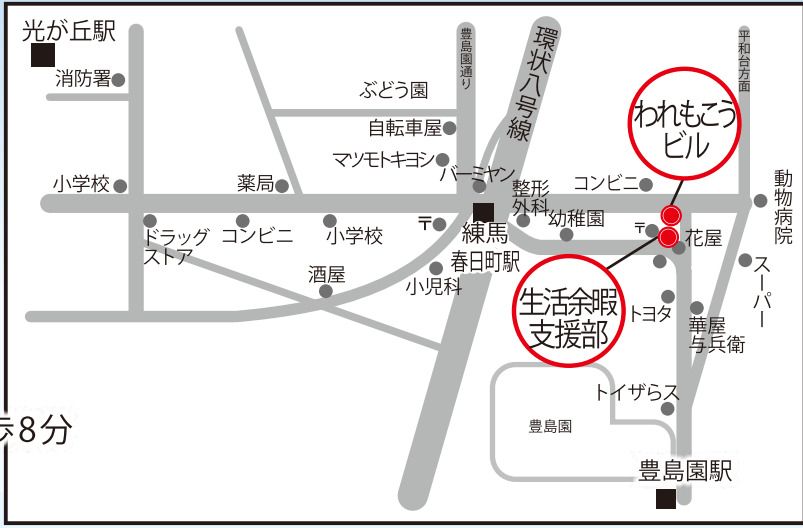 光が丘駅
消防署
豊島園通り
環状八号線
平和台方面
ぶどう園
自転車屋
マツモトキヨシ
バーミヤン
われもこう
ビル
小学校
薬局
整形
外科
コンビニ
動物病院
ドラッグ
ストア
コンビニ
小学校
〒
練馬
春日町駅
幼稚園
〒
花屋
酒屋
小児科
生活余暇
支援部
トヨタ
スーパー
華屋
与兵衛
トイザらス
歩8分
豊島園
豊島園駅